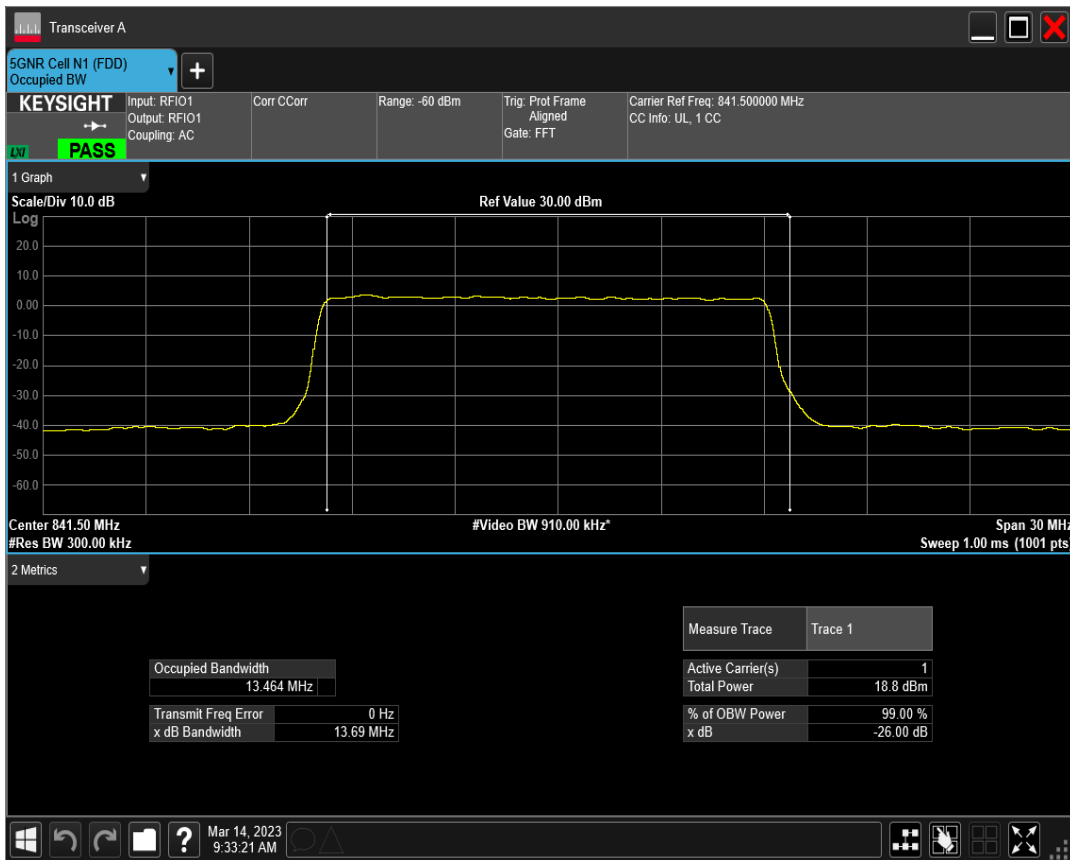 Transceiver A
5GNR Cell N1 (FDD)
Occupied BW
+
KEYSIGHT
LXI
PASS
Input: RFIO1
Output: RFIO1
Coupling: AC
Corr CCorr
Range: -60 dBm
Trig: Prot Frame
Aligned
Gate: FFT
Carrier Ref Freq: 841.500000 MHz
CC Info: UL, 1 CC
1 Graph
Scale/Div 10.0 dB
Ref Value 30.00 dBm
Log
20.0
10.0
0.00
-10.0
-20.0
-30.0
-40.0
-50.0
-60.0
Center 841.50 MHz
#Video BW 910.00 kHz*
Span 30 MHz
#Res BW 300.00 kHz
Sweep 1.00 ms (1001 pts)
2 Metrics
Measure Trace Trace 1
Occupied Bandwidth
13.464 MHz
Active Carrier(s) 1
Total Power 18.8 dBm
Transmit Freq Error 0 Hz
x dB Bandwidth 13.69 MHz
% of OBW Power 99.00 %
x dB -26.00 dB
?
Mar 14, 2023
9:33:21 AM